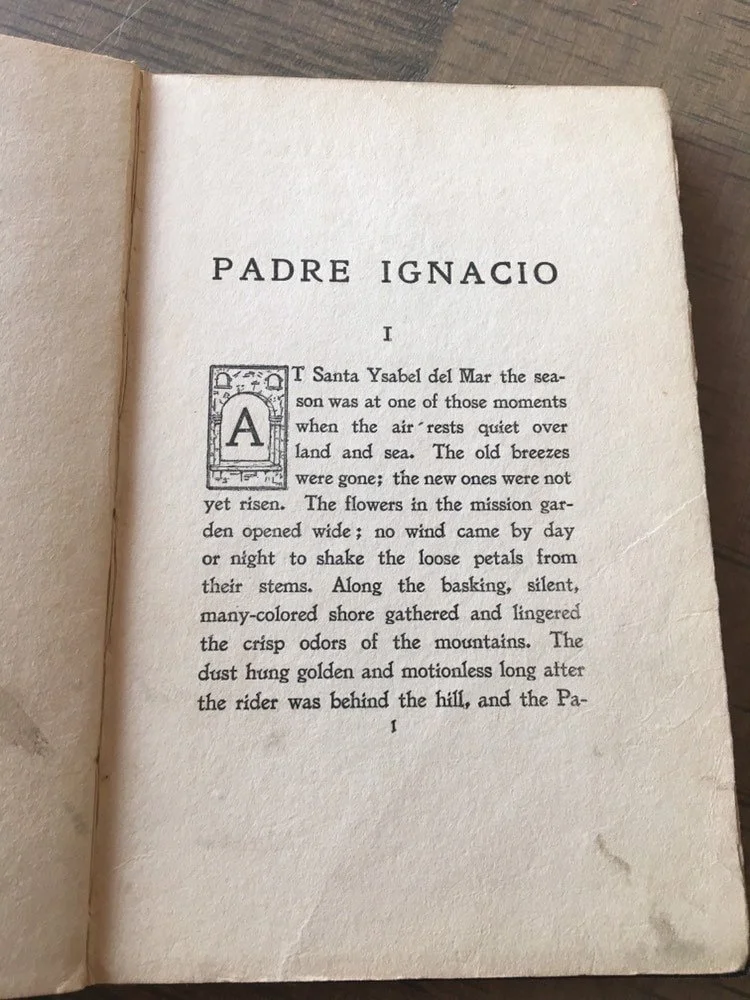 PADRE IGNACIO
I
AT Santa Ysabel del Mar the sea-
son was at one of those moments
when the air rests quiet over
land and sea. The old breezes
were gone; the new ones were not
yet risen. The flowers in the mission gar-
den opened wide; no wind came by day
or night to shake the loose petals from
their stems. Along the basking, silent,
many-colored shore gathered and lingered
the crisp odors of the mountains. The
dust hung golden and motionless long after
the rider was behind the hill, and the Pa-
1